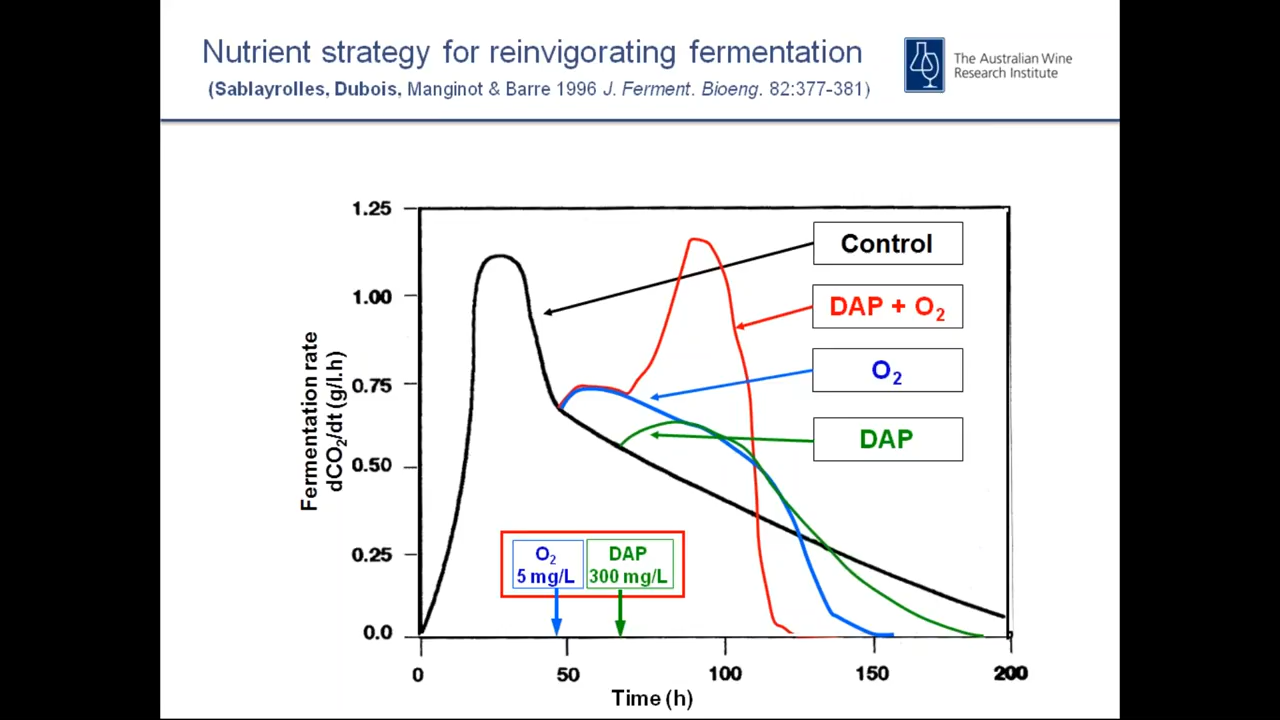 Nutrient strategy for reinvigorating fermentation
(Sablayrolles, Dubois, Manginot & Barre 1996 J. Ferment. Bioeng. 82:377-381)
The Australian Wine
Research Institute
1.25
1.00
0.75
0.50
0.25
0.0
Fermentation rate
dCO₂/dt (g/l.h)
Control
DAP + O₂
O₂
DAP
O₂
5 mg/L
DAP
300 mg/L
0
50
100
150
200
Time (h)